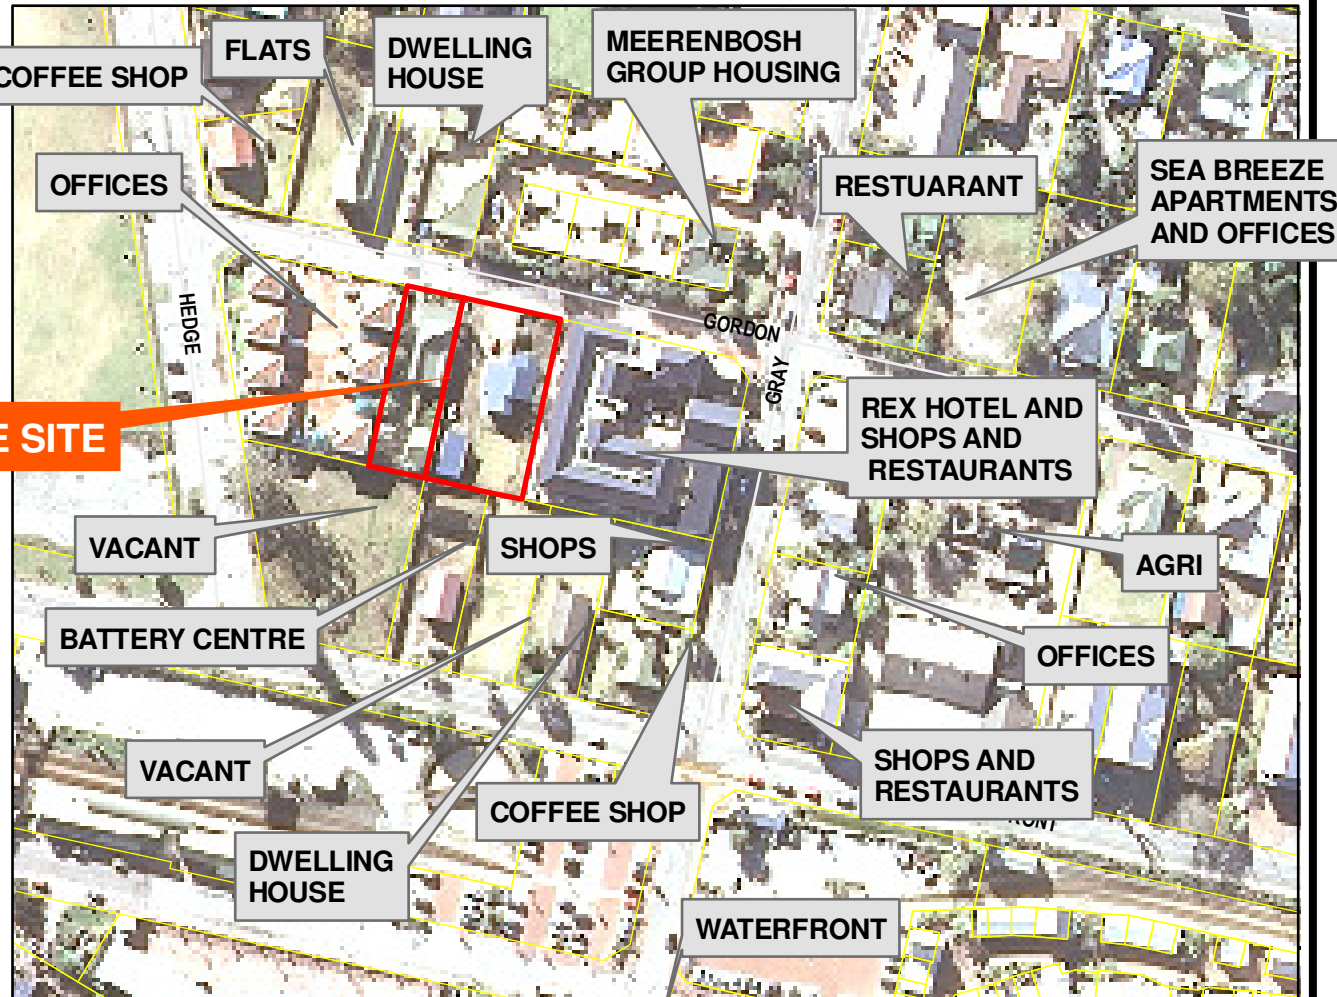 COFFEE SHOP
FLATS
DWELLING
HOUSE
MEERENBOSH
GROUP HOUSING
OFFICES
RESTUARANT
SEA BREEZE
APARTMENTS
AND OFFICES
HEDGE
GORDON
GRAY
E SITE
REX HOTEL AND
SHOPS AND
RESTAURANTS
VACANT
SHOPS
AGRI
BATTERY CENTRE
OFFICES
VACANT
SHOPS AND
RESTAURANTS
COFFEE SHOP
RONT
DWELLING
HOUSE
WATERFRONT